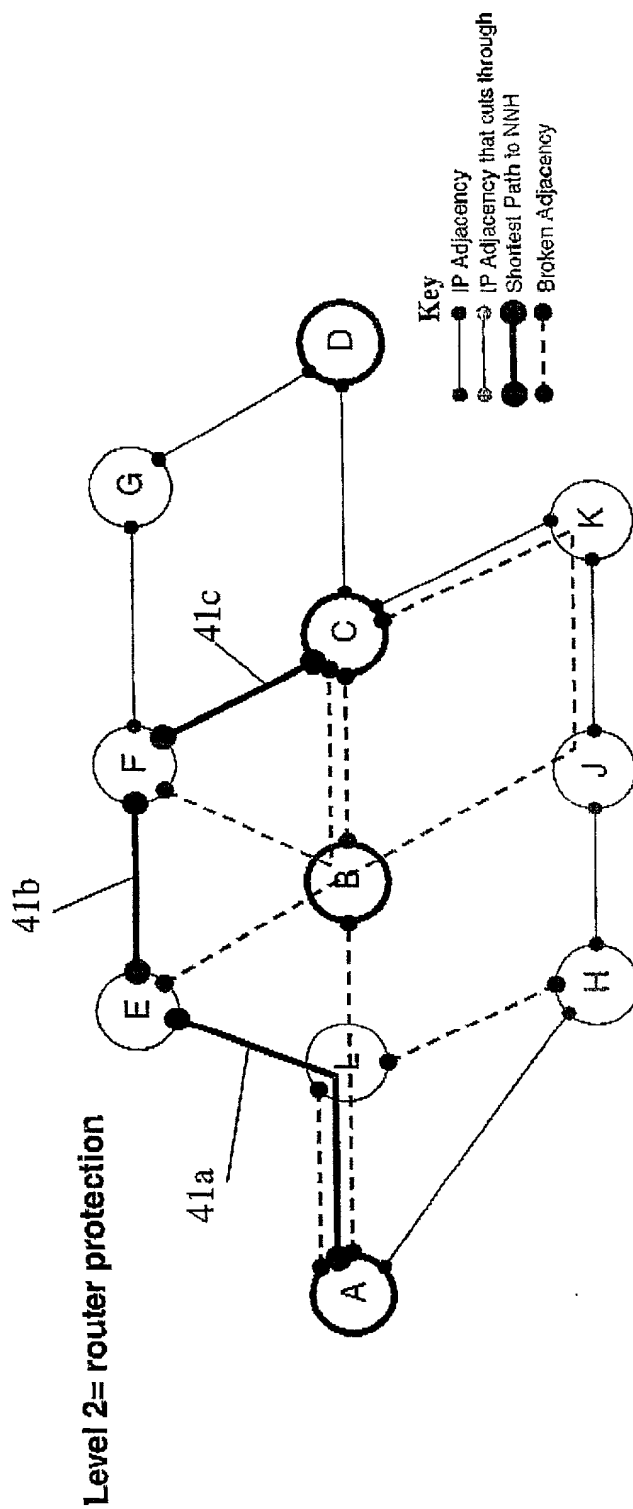 Level 2= router protection
41a
41b
41c
A
L
E
B
F
C
G
D
H
J
K
Key
IP Adjacency
IP Adjacency that cuts through
Shortest Path to NNH
Broken Adjacency